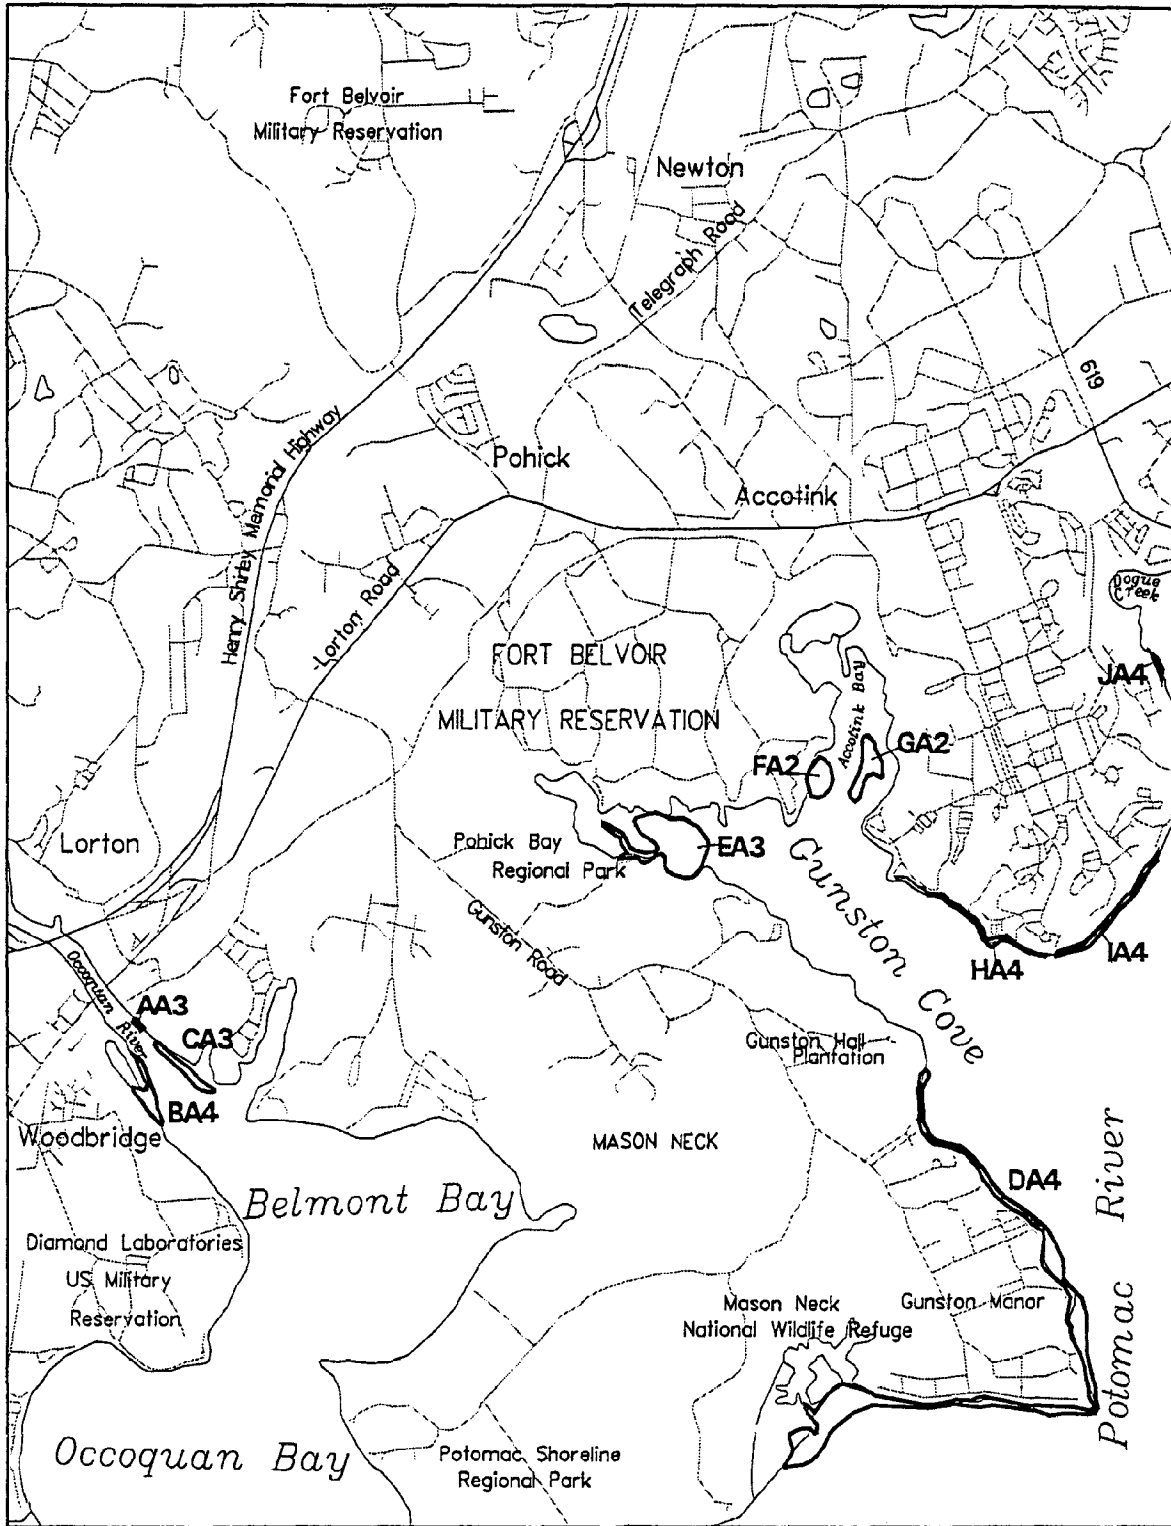 Fort Belvoir
Military Reservation
Newton
Telegraph Road
619
Henry Shirley Memorial Highway
Pohick
Accotink
Lorton Road
Dogue
Creek
FORT BELVOIR
MILITARY RESERVATION
JA4
Accotink Bay
GA2
FA2
Lorton
Pohick Bay
Regional Park
EA3
Gunston Cove
Gunston Road
HA4
IA4
Occoquan River
AA3
CA3
Gunston Hall
Plantation
BA4
Woodbridge
MASON NECK
DA4
Belmont Bay
Potomac River
Diamond Laboratories
US Military
Reservation
Mason Neck
National Wildlife Refuge
Gunston Manor
Occoquan Bay
Potomac Shoreline
Regional Park